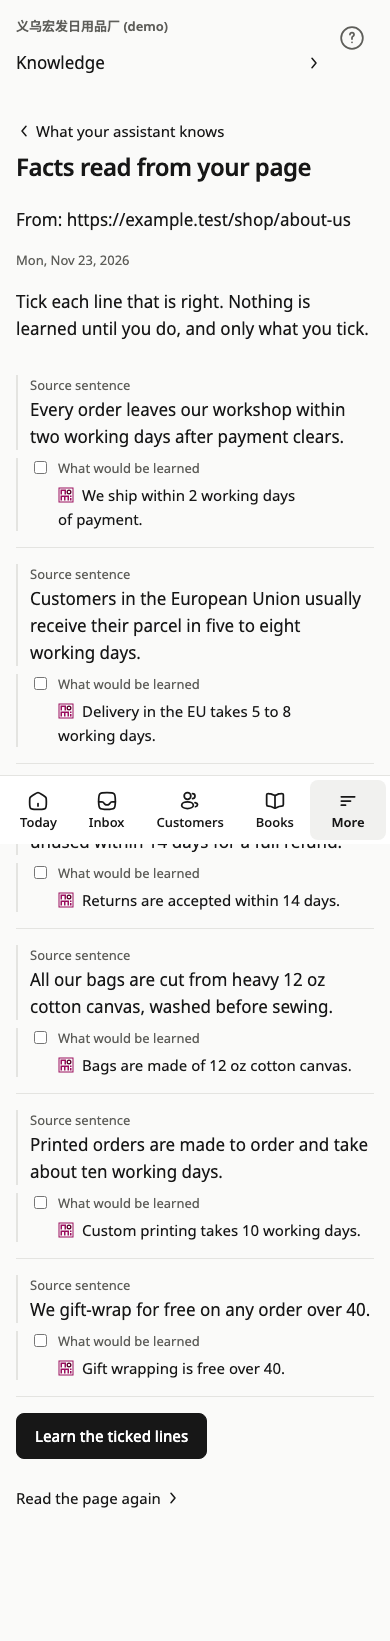 义乌宏发日用品厂 (demo)
Knowledge
What your assistant knows
Facts read from your page
From: https://example.test/shop/about-us
Mon, Nov 23, 2026
Tick each line that is right. Nothing is
learned until you do, and only what you tick.
Source sentence
Every order leaves our workshop within
two working days after payment clears.
What would be learned
We ship within 2 working days
of payment.
Source sentence
Customers in the European Union usually
receive their parcel in five to eight
working days.
What would be learned
Delivery in the EU takes 5 to 8
working days.
Today
Inbox
Customers
Books
More
unused within 14 days for a full refund.
What would be learned
Returns are accepted within 14 days.
Source sentence
All our bags are cut from heavy 12 oz
cotton canvas, washed before sewing.
What would be learned
Bags are made of 12 oz cotton canvas.
Source sentence
Printed orders are made to order and take
about ten working days.
What would be learned
Custom printing takes 10 working days.
Source sentence
We gift-wrap for free on any order over 40.
What would be learned
Gift wrapping is free over 40.
Learn the ticked lines
Read the page again